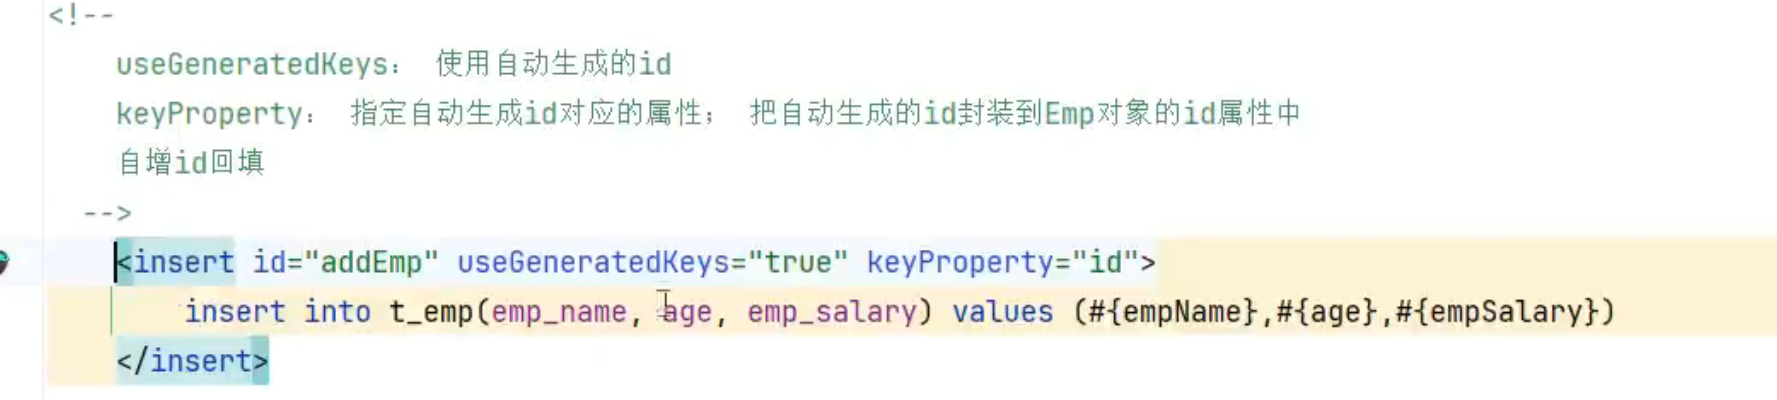 <!--
useGeneratedKeys： 使用自动生成的id
keyProperty： 指定自动生成id对应的属性； 把自动生成的id封装到Emp对象的id属性中
自增id回填
-->
<insert id="addEmp" useGeneratedKeys="true" keyProperty="id">
insert into t_emp(emp_name, age, emp_salary) values (#{empName},#{age},#{empSalary})
</insert>